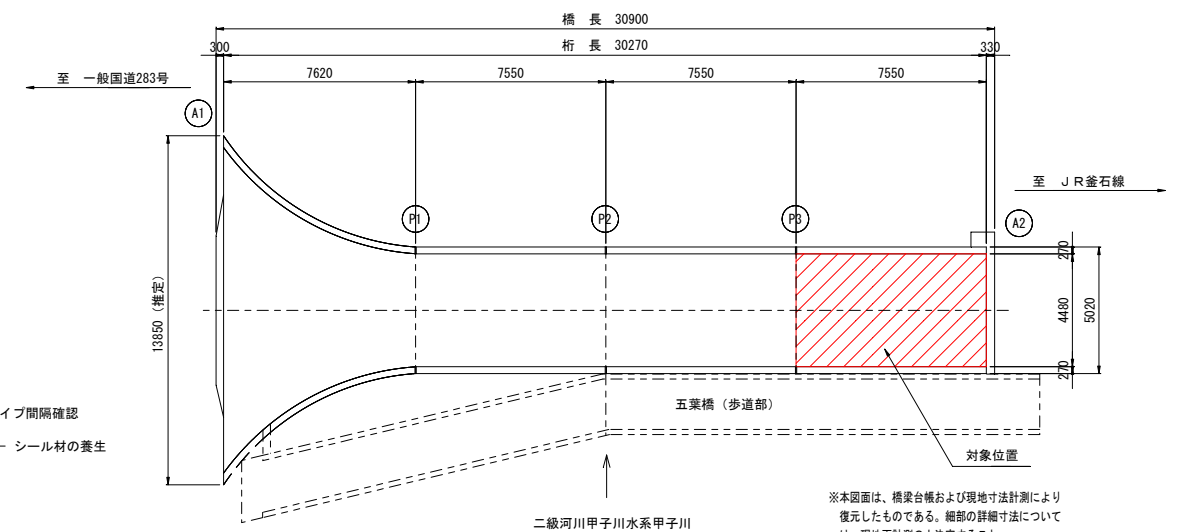 橋 長 30900
桁 長 30270
300
330
7620
7550
7550
7550
至 一般国道283号
A1
至 JR釜石線
P1
P2
P3
A2
13850 (推定)
270
4480
5020
270
イプ間隔確認
シール材の養生
五葉橋（歩道部）
対象位置
二級河川甲子川水系甲子川
※本図面は、橋梁台帳および現地寸法計測により
復元したものである。細部の詳細寸法について